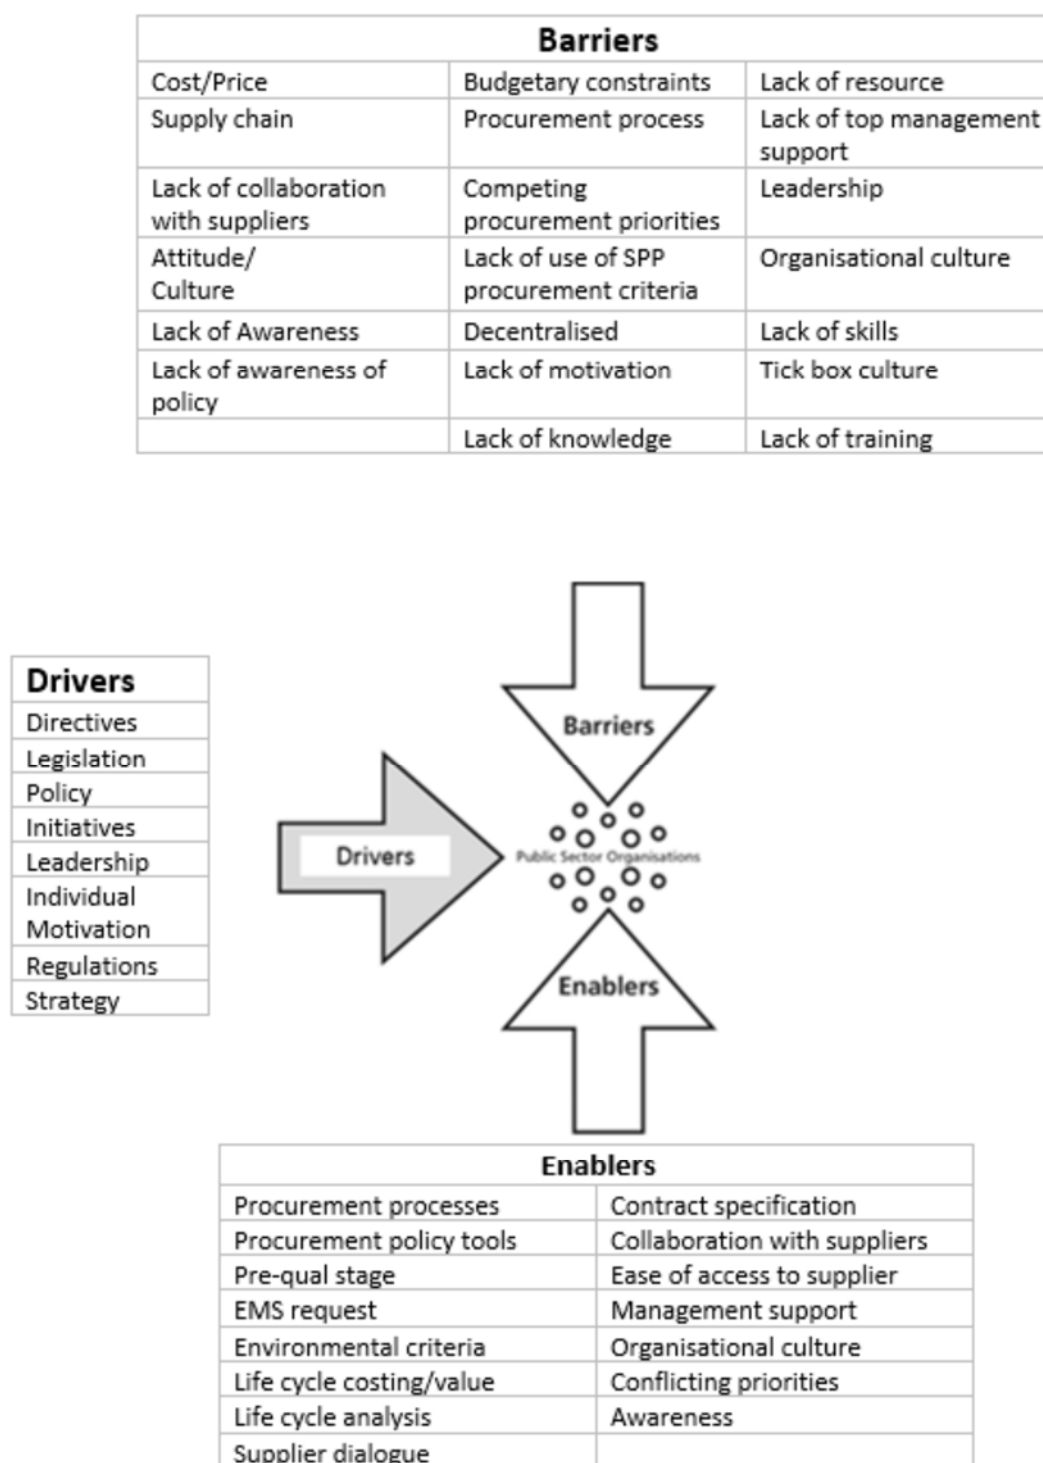 Barriers
Cost/Price
Budgetary constraints
Lack of resource
Supply chain
Procurement process
Lack of top management
support
Lack of collaboration
with suppliers
Competing
procurement priorities
Leadership
Attitude/
Culture
Lack of use of SPP
procurement criteria
Organisational culture
Lack of Awareness
Decentralised
Lack of skills
Lack of awareness of
policy
Lack of motivation
Tick box culture
Lack of knowledge
Lack of training
Drivers
Directives
Legislation
Policy
Initiatives
Leadership
Individual
Motivation
Regulations
Strategy
Barriers
Drivers
Public Sector Organisations
Enablers
Enablers
Procurement processes
Contract specification
Procurement policy tools
Collaboration with suppliers
Pre-qual stage
Ease of access to supplier
EMS request
Management support
Environmental criteria
Organisational culture
Life cycle costing/value
Conflicting priorities
Life cycle analysis
Awareness
Supplier dialogue